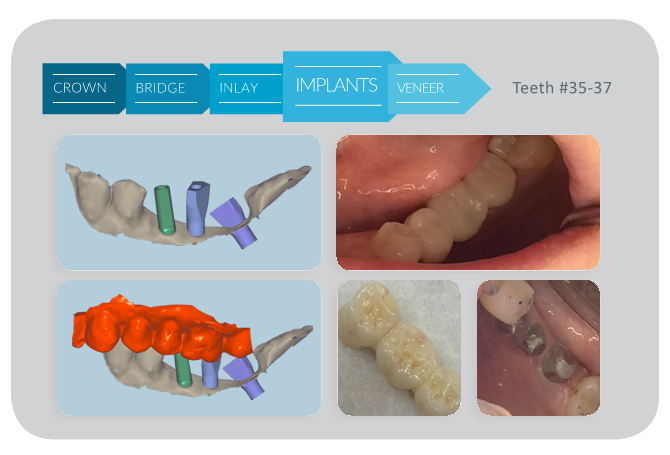 CROWN
BRIDGE
INLAY
IMPLANTS
VENEER
Teeth #35-37